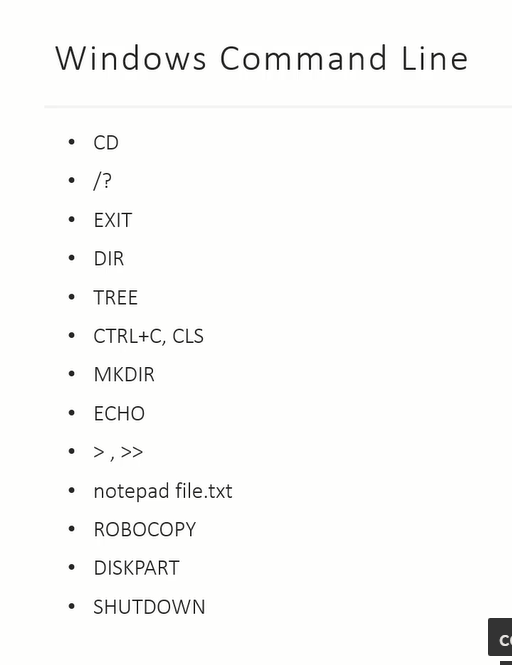 Windows Command Line
• CD
• /?
• EXIT
• DIR
• TREE
• CTRL+C, CLS
• MKDIR
• ECHO
• > , >>
• notepad file.txt
• ROBOCOPY
• DISKPART
• SHUTDOWN